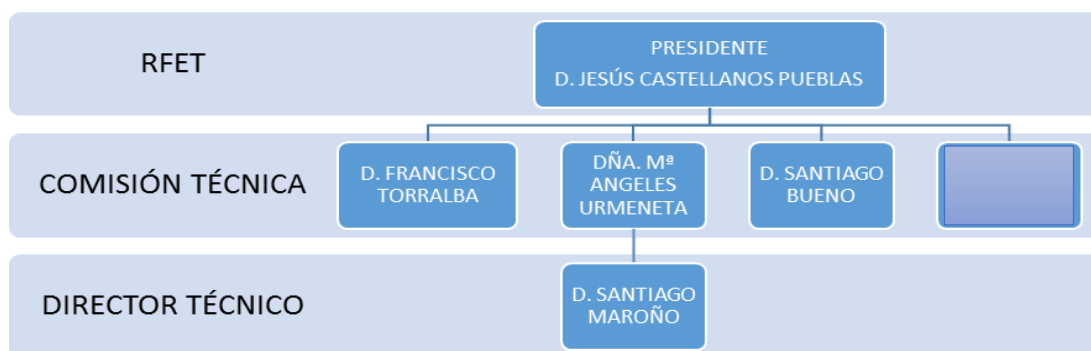 RFET
PRESIDENTE
D. JESÚS CASTELLANOS PUEBLAS
COMISIÓN TÉCNICA
D. FRANCISCO
TORRALBA
DÑA. Mª
ANGELES
URMENETA
D. SANTIAGO
BUENO
DIRECTOR TÉCNICO
D. SANTIAGO
MAROÑO